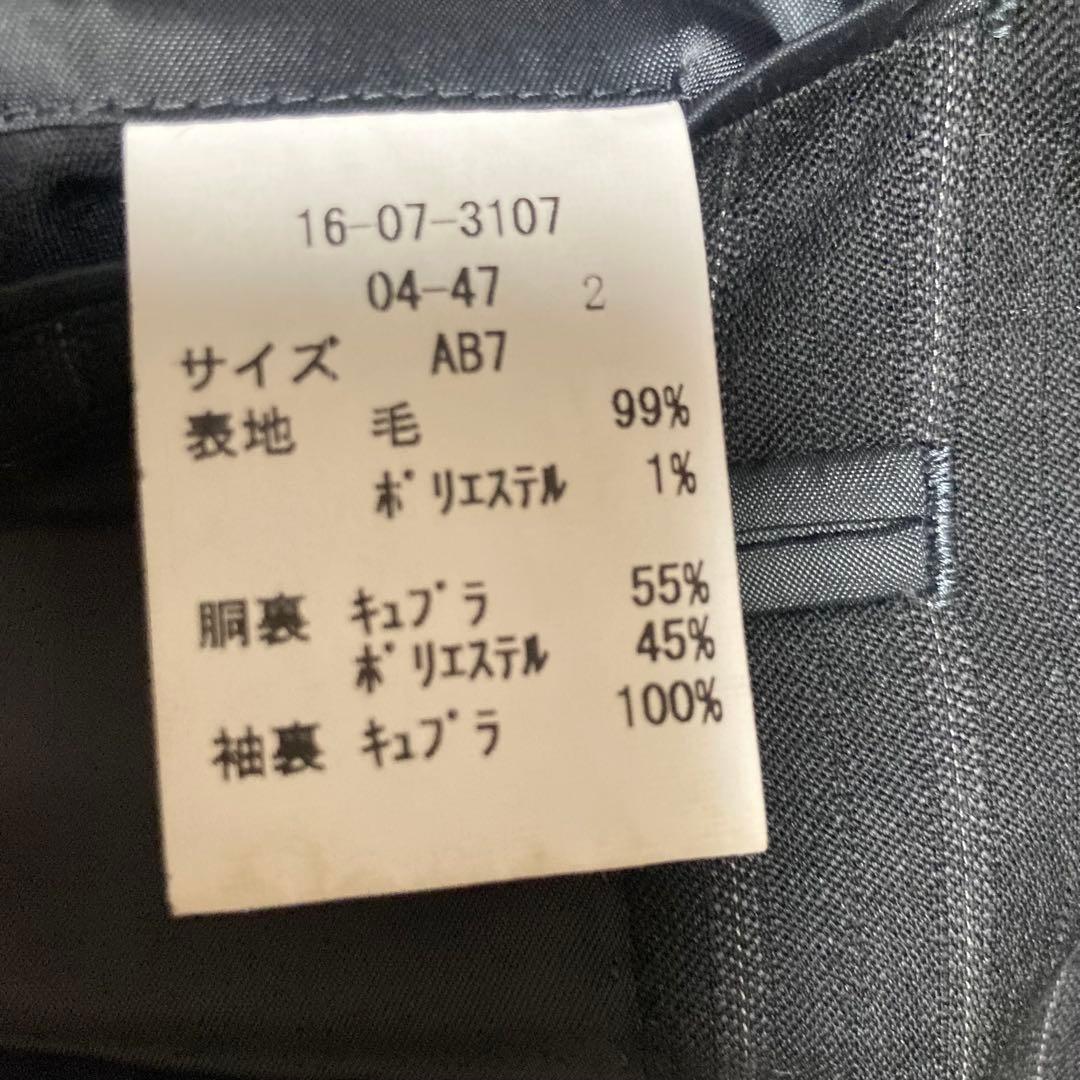 16-07-3107
04-47 2
サイズ AB7
表地 毛 99%
ﾎﾟﾘｴｽﾃﾙ 1%
胴裏 ｷｭﾌﾟﾗ 55%
ﾎﾟﾘｴｽﾃﾙ 45%
袖裏 ｷｭﾌﾟﾗ 100%